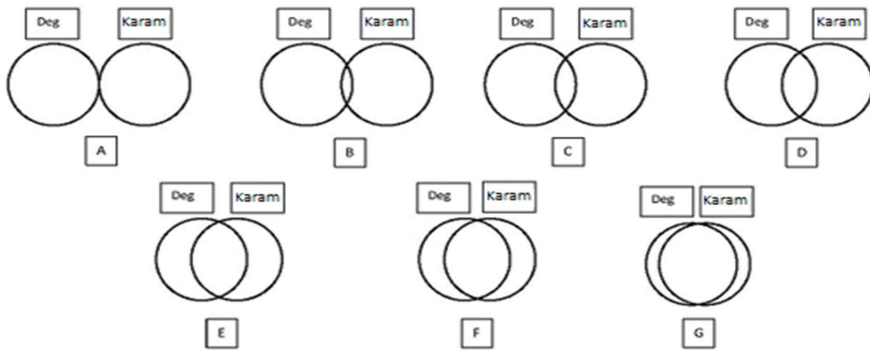 Deg Karam Deg Karam Deg Karam Deg Karam
A B C D
Deg Karam Deg Karam Deg Karam
E F G